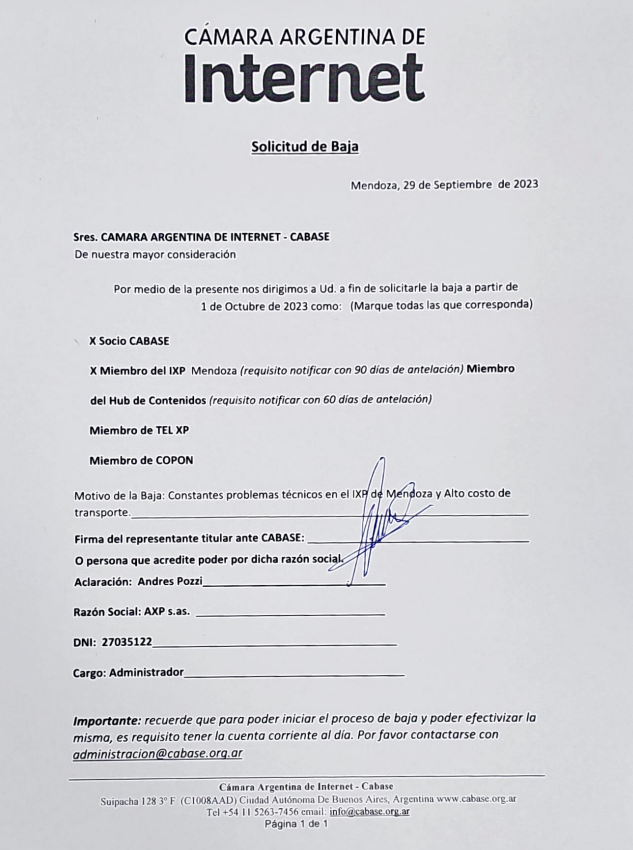 CÁMARA ARGENTINA DE
Internet
Solicitud de Baja
Mendoza, 29 de Septiembre de 2023
Sres. CAMARA ARGENTINA DE INTERNET - CABASE
De nuestra mayor consideración
Por medio de la presente nos dirigimos a Ud. a fin de solicitarle la baja a partir de
1 de Octubre de 2023 como: (Marque todas las que corresponda)
X Socio CABASE
X Miembro del IXP Mendoza (requisito notificar con 90 días de antelación) Miembro
del Hub de Contenidos (requisito notificar con 60 días de antelación)
Miembro de TEL XP
Miembro de COPON
Motivo de la Baja: Constantes problemas técnicos en el IXP de Mendoza y Alto costo de
transporte.
Firma del representante titular ante CABASE:
O persona que acredite poder por dicha razón social.
Aclaración: Andres Pozzi
Razón Social: AXP s.as.
DNI: 27035122
Cargo: Administrador
Importante: recuerde que para poder iniciar el proceso de baja y poder efectivizar la
misma, es requisito tener la cuenta corriente al día. Por favor contactarse con
administracion@cabase.org.ar
Cámara Argentina de Internet - Cabase
Suipacha 128 3° F (C1008AAD) Ciudad Autónoma De Buenos Aires, Argentina www.cabase.org.ar
Tel +54 11 5263-7456 email. info@cabase.org.ar
Página 1 de 1